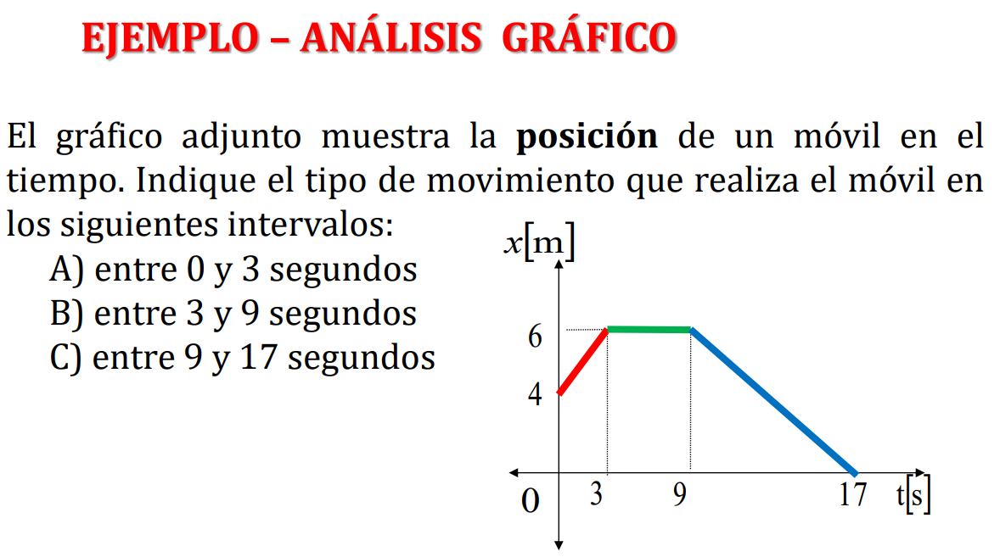 EJEMPLO – ANÁLISIS GRÁFICO
El gráfico adjunto muestra la posición de un móvil en el
tiempo. Indique el tipo de movimiento que realiza el móvil en
los siguientes intervalos:
A) entre 0 y 3 segundos
B) entre 3 y 9 segundos
C) entre 9 y 17 segundos
x[m]
6
4
0 3 9 17 t[s]